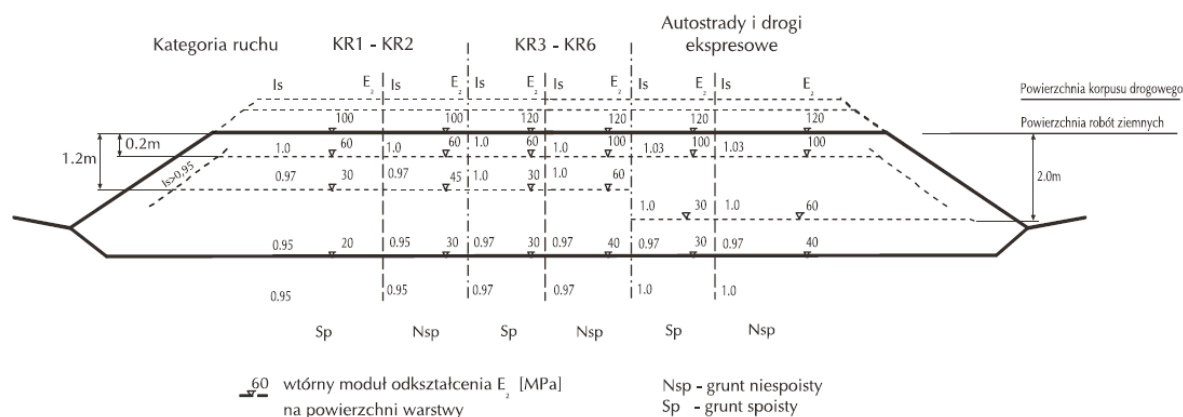 Kategoria ruchu KR1 - KR2 KR3 - KR6 Autostrady i drogi
ekspresowe
Is E₂ Is E₂ Is E₂ Is E₂ Is E₂ Is E₂
Powierzchnia korpusu drogowego
100 100 120 120 120 120
Powierzchnia robót ziemnych
0.2m 1.0 60 1.0 60 1.0 60 1.0 100 1.03 100 1.03 100
1.2m
Is>0,95 0.97 30 0.97 45 1.0 30 1.0 60
2.0m
1.0 30 1.0 60
0.95 20 0.95 30 0.97 30 0.97 40 0.97 30 0.97 40
0.95 0.95 0.97 0.97 1.0 1.0
Sp Nsp Sp Nsp Sp Nsp
60 wtórny moduł odkształcenia E₂ [MPa]
na powierzchni warstwy
Nsp - grunt niespoisty
Sp - grunt spoisty